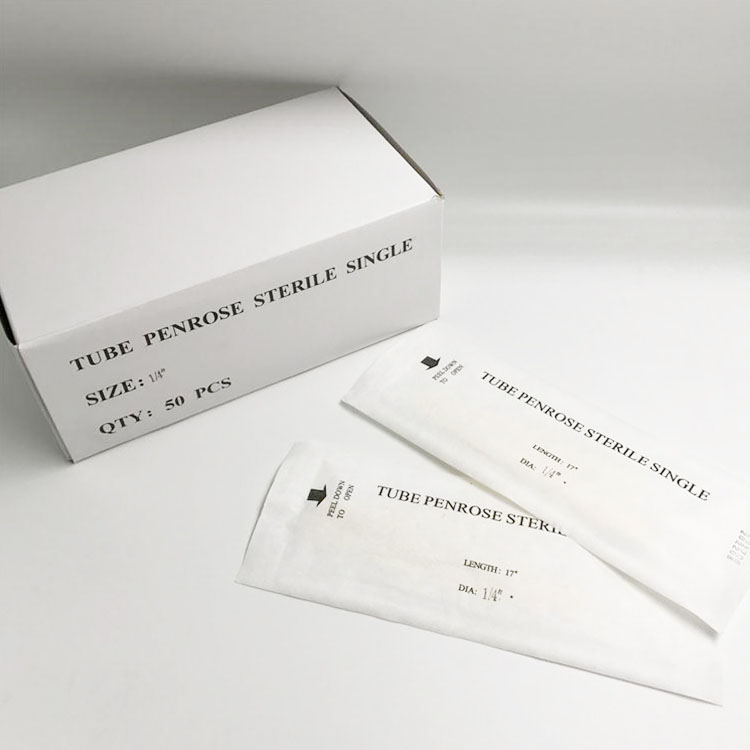 TUBE PENROSE STERILE SINGLE
SIZE: 1/4"
QTY: 50 PCS
PEEL DOWN
TO OPEN
TUBE PENROSE STERILE SINGLE
LENGTH: 17"
DIA: 1/4"
PEEL DOWN
TO OPEN
TUBE PENROSE
LENGTH: 17"
DIA: 1/4"